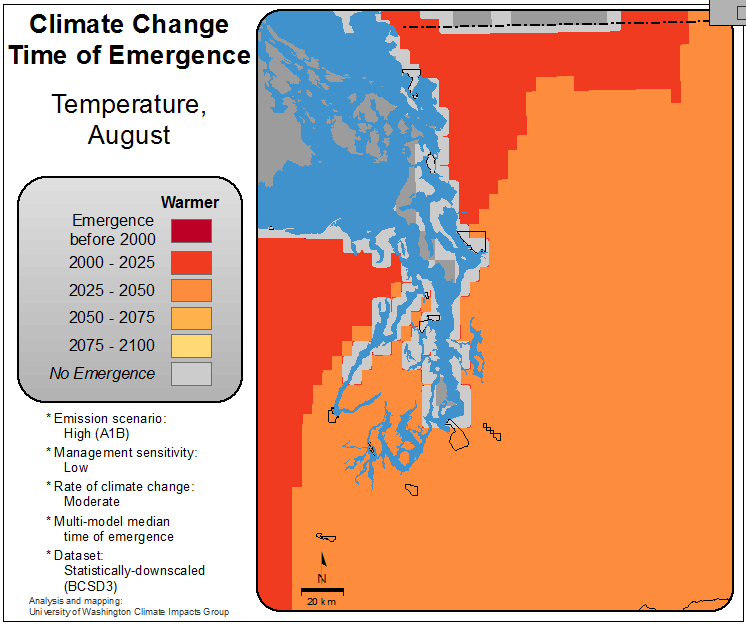 Climate Change
Time of Emergence
Temperature,
August
Warmer
Emergence
before 2000
2000 - 2025
2025 - 2050
2050 - 2075
2075 - 2100
No Emergence
* Emission scenario:
High (A1B)
* Management sensitivity:
Low
* Rate of climate change:
Moderate
* Multi-model median
time of emergence
* Dataset:
Statistically-downscaled
(BCSD3)
Analysis and mapping:
University of Washington Climate Impacts Group
N
20 km